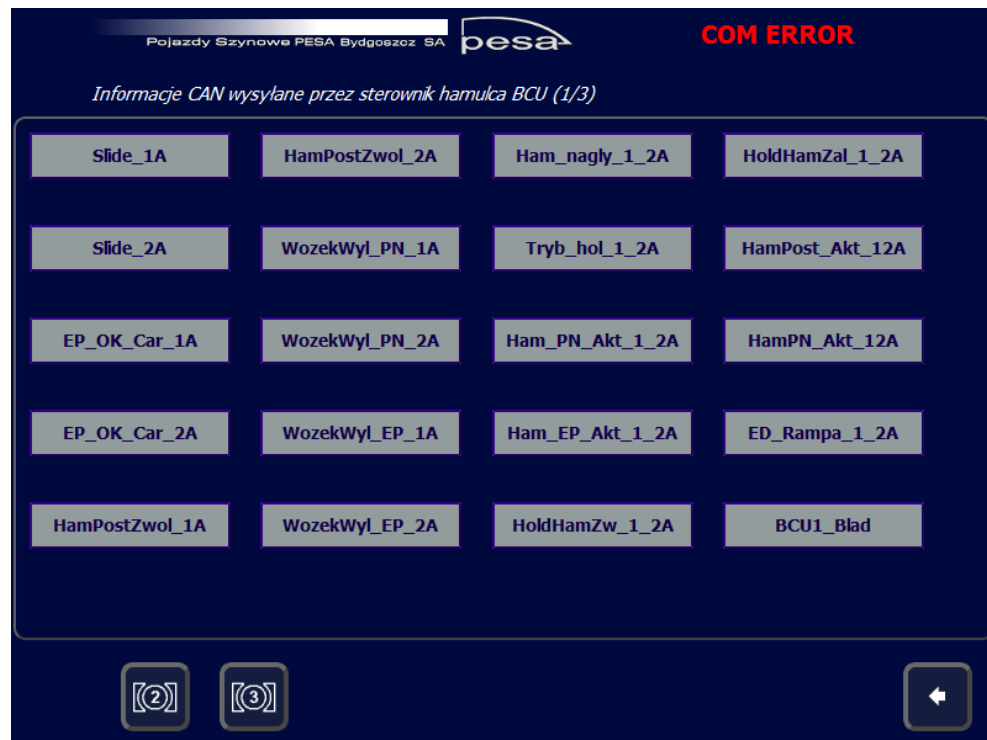 Pojazdy Szynowe PESA Bydgoszcz SA
pesa
COM ERROR
Informacje CAN wysyłane przez sterownik hamulca BCU (1/3)
Slide_1A HamPostZwol_2A Ham_nagly_1_2A HoldHamZal_1_2A
Slide_2A WozekWyl_PN_1A Tryb_hol_1_2A HamPost_Akt_12A
EP_OK_Car_1A WozekWyl_PN_2A Ham_PN_Akt_1_2A HamPN_Akt_12A
EP_OK_Car_2A WozekWyl_EP_1A Ham_EP_Akt_1_2A ED_Rampa_1_2A
HamPostZwol_1A WozekWyl_EP_2A HoldHamZw_1_2A BCU1_Blad
2 3